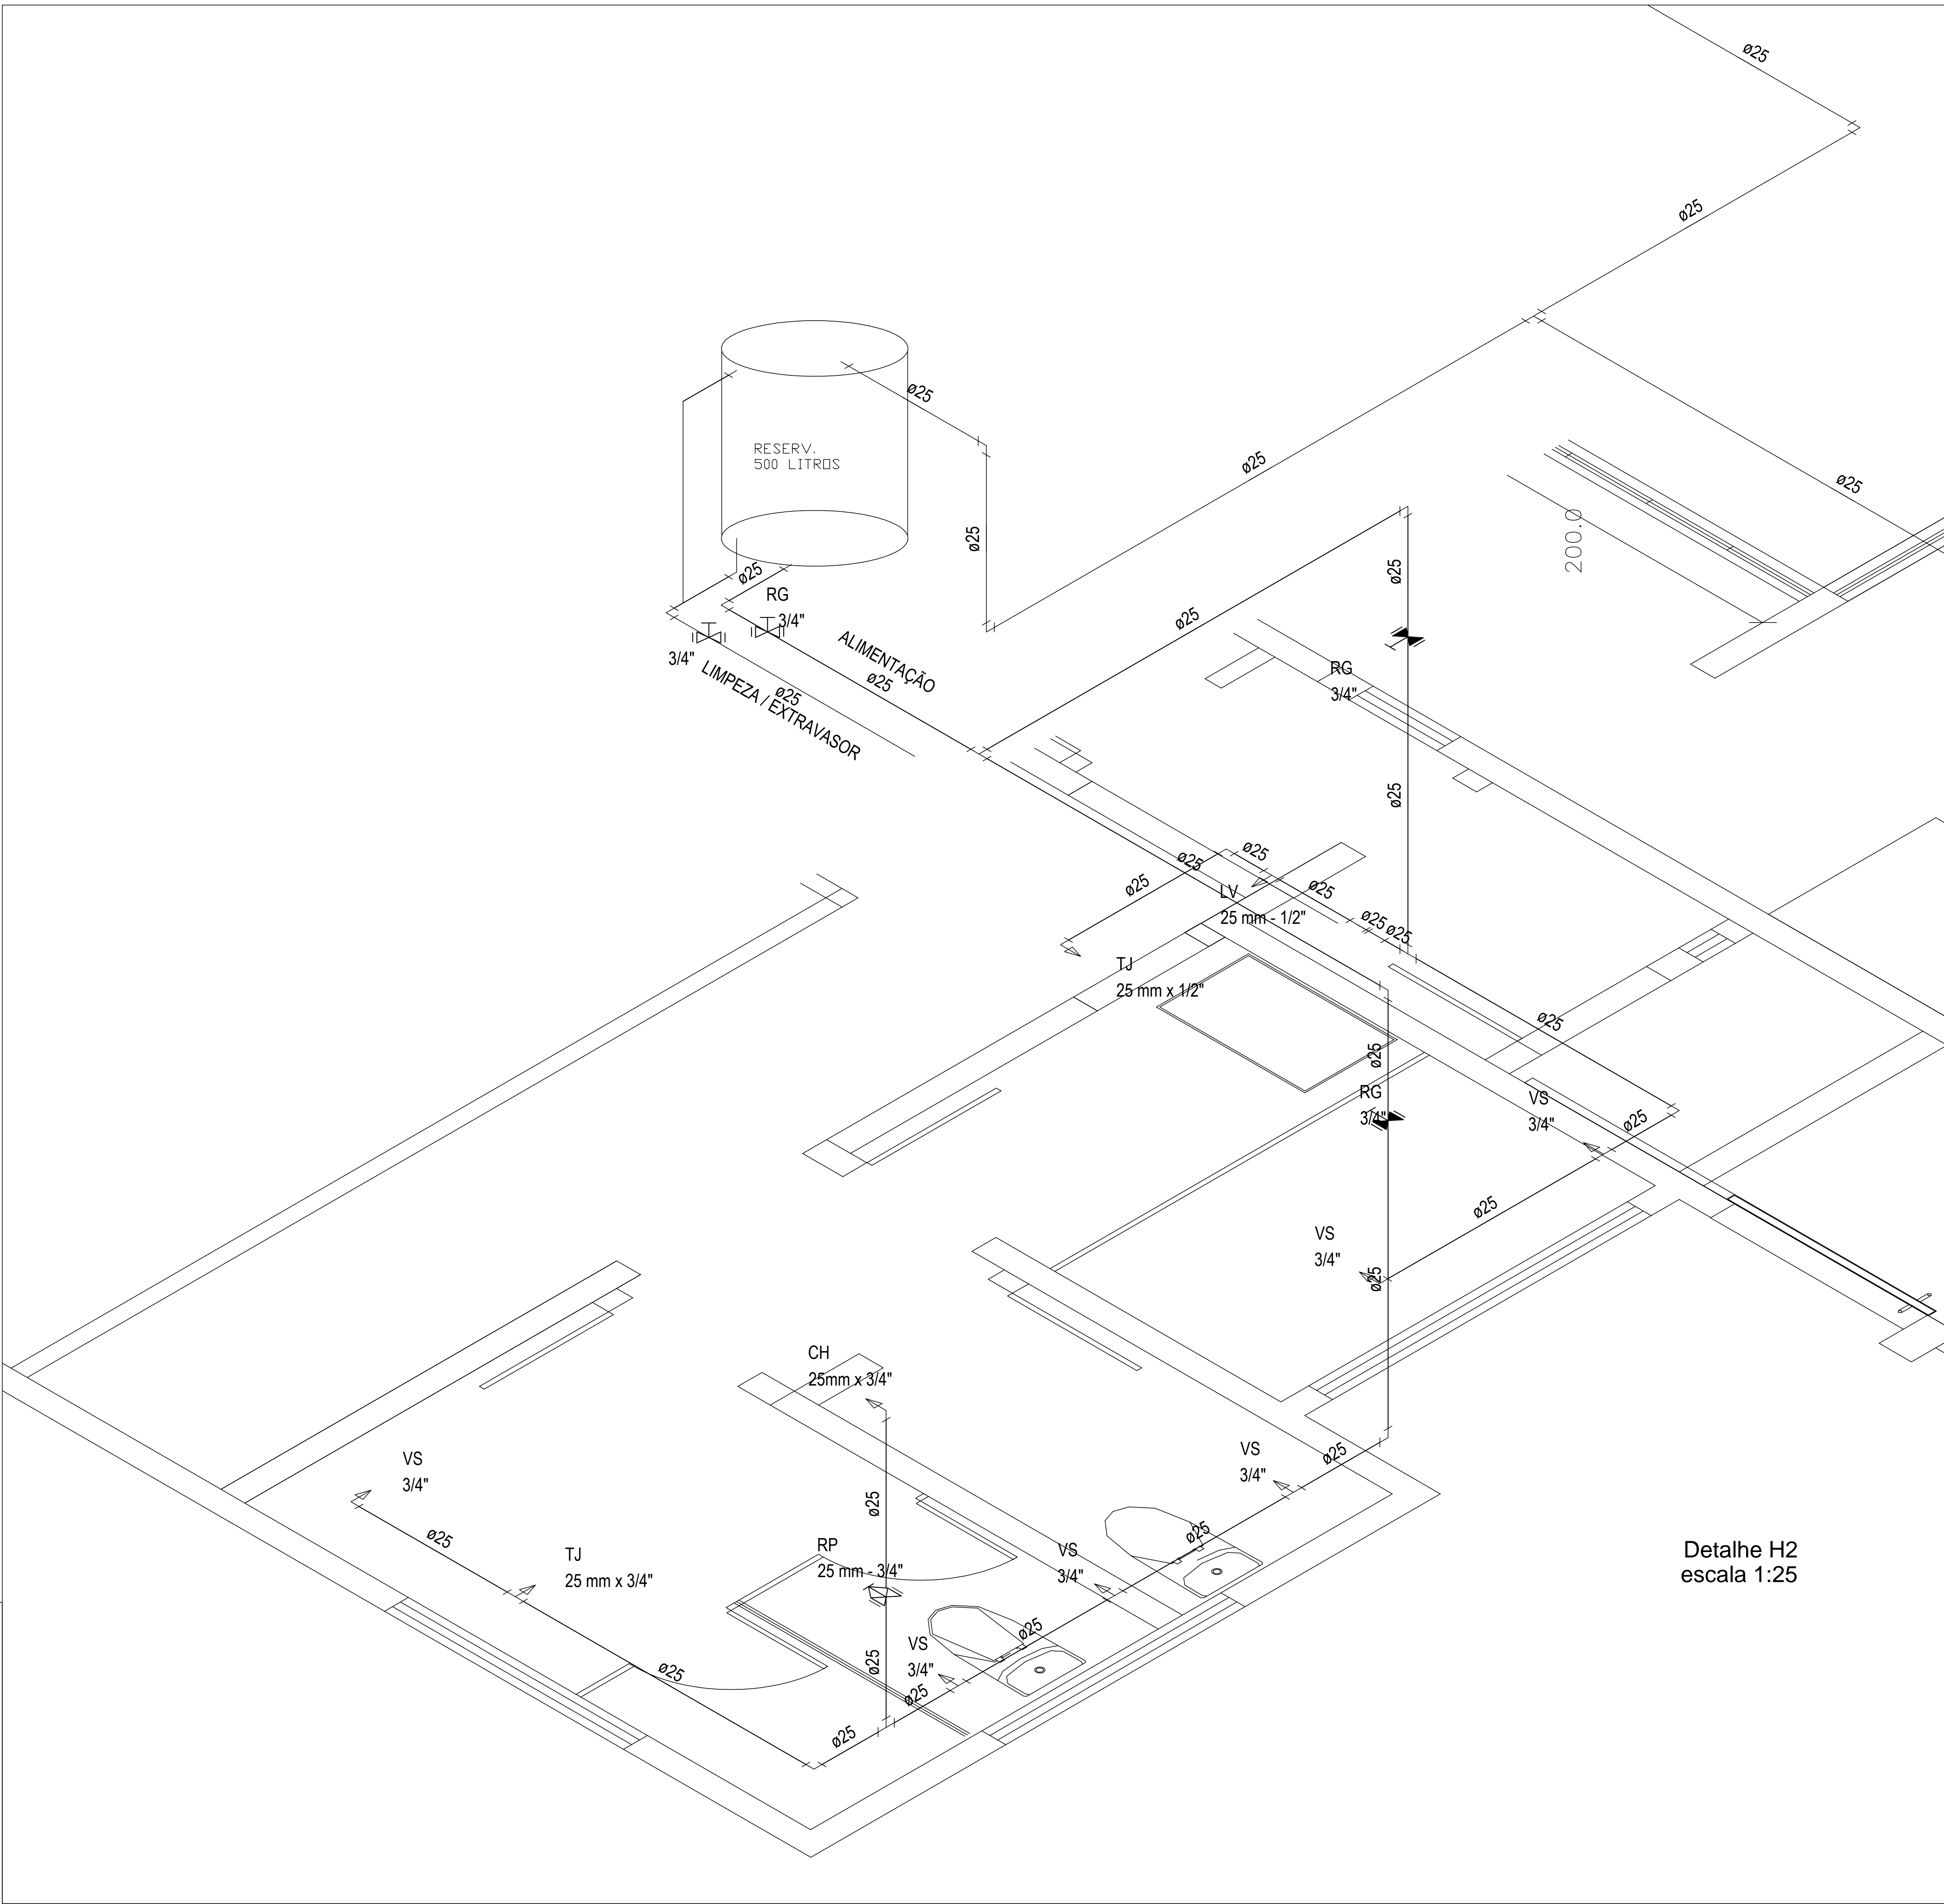 ø25
ø25
ø25
RESERV.
500 LITROS
ø25
ø25
ø25
200.0
ø25
ø25
RG
3/4"
ø25
ALIMENTAÇÃO
3/4"
LIMPEZA / EXTRAVASOR
ø25
ø25
RG
3/4"
ø25
ø25
ø25
ø25
ø25
LV
25 mm - 1/2"
ø25
ø25
ø25
TJ
25 mm x 1/2"
ø25
ø25
RG
3/4"
VS
3/4"
ø25
ø25
VS
3/4"
ø25
CH
25mm x 3/4"
VS
3/4"
VS
3/4"
ø25
ø25
ø25
TJ
25 mm x 3/4"
RP
25 mm - 3/4"
VS
3/4"
ø25
ø25
VS
3/4"
ø25
ø25
ø25
ø25
ø25
Detalhe H2
escala 1:25